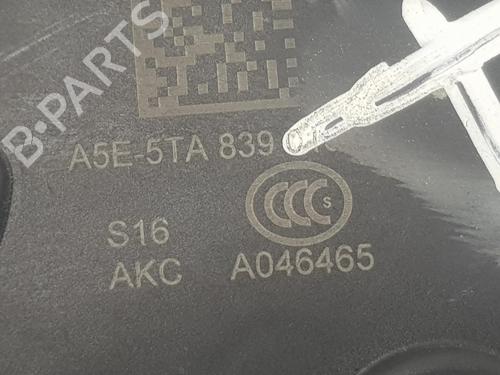 B-PARTS
A5E-5TA 839
CCC S
S16
AKC A046465